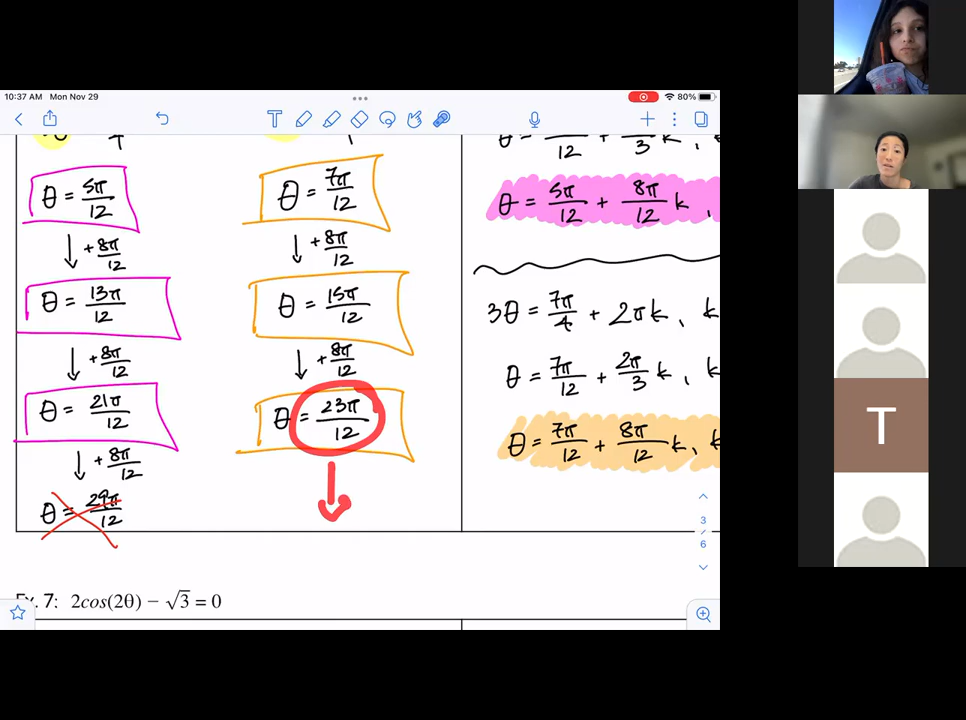 10:37 AM Mon Nov 29
80%
θ = 5π/12
↓ + 8π/12
θ = 13π/12
↓ + 8π/12
θ = 21π/12
↓ + 8π/12
θ = 29π/12
θ = 7π/12
↓ + 8π/12
θ = 15π/12
↓ + 8π/12
θ = 23π/12
↓
θ = 5π/12 + 8π/12 k,
3θ = 7π/4 + 2πk, k
θ = 7π/12 + 2π/3 k, k
θ = 7π/12 + 8π/12 k, k
3 / 6
Ex. 7: 2cos(2θ) − √3 = 0
T